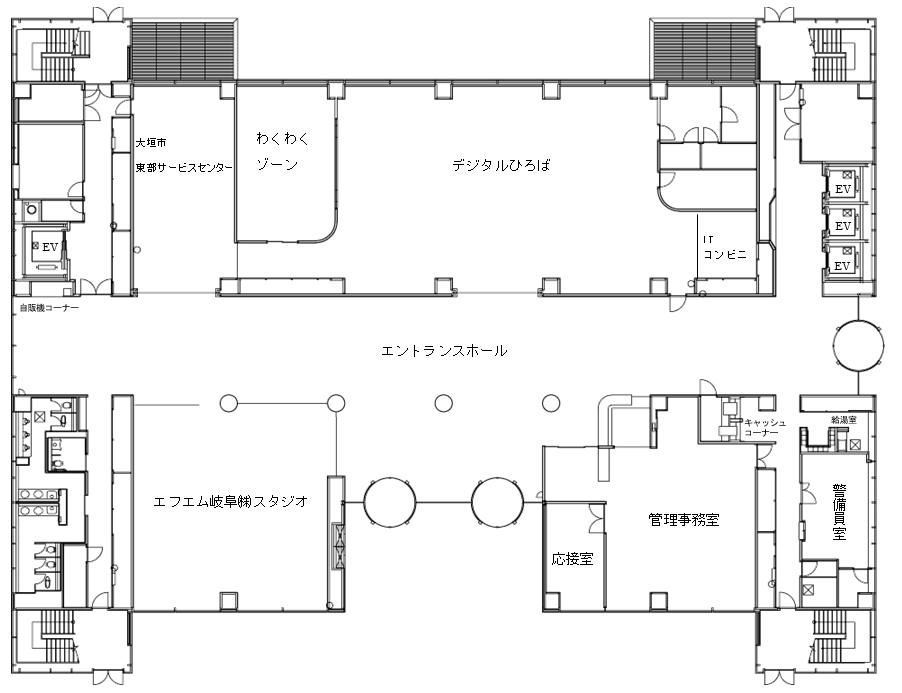 大垣市
東部サービスセンター
わくわく
ゾーン
デジタルひろば
EV
EV
EV
EV
IT
コンビニ
自販機コーナー
エントランスホール
キャッシュ
コーナー
給湯室
エフエム岐阜㈱スタジオ
管理事務室
警備員室
応接室